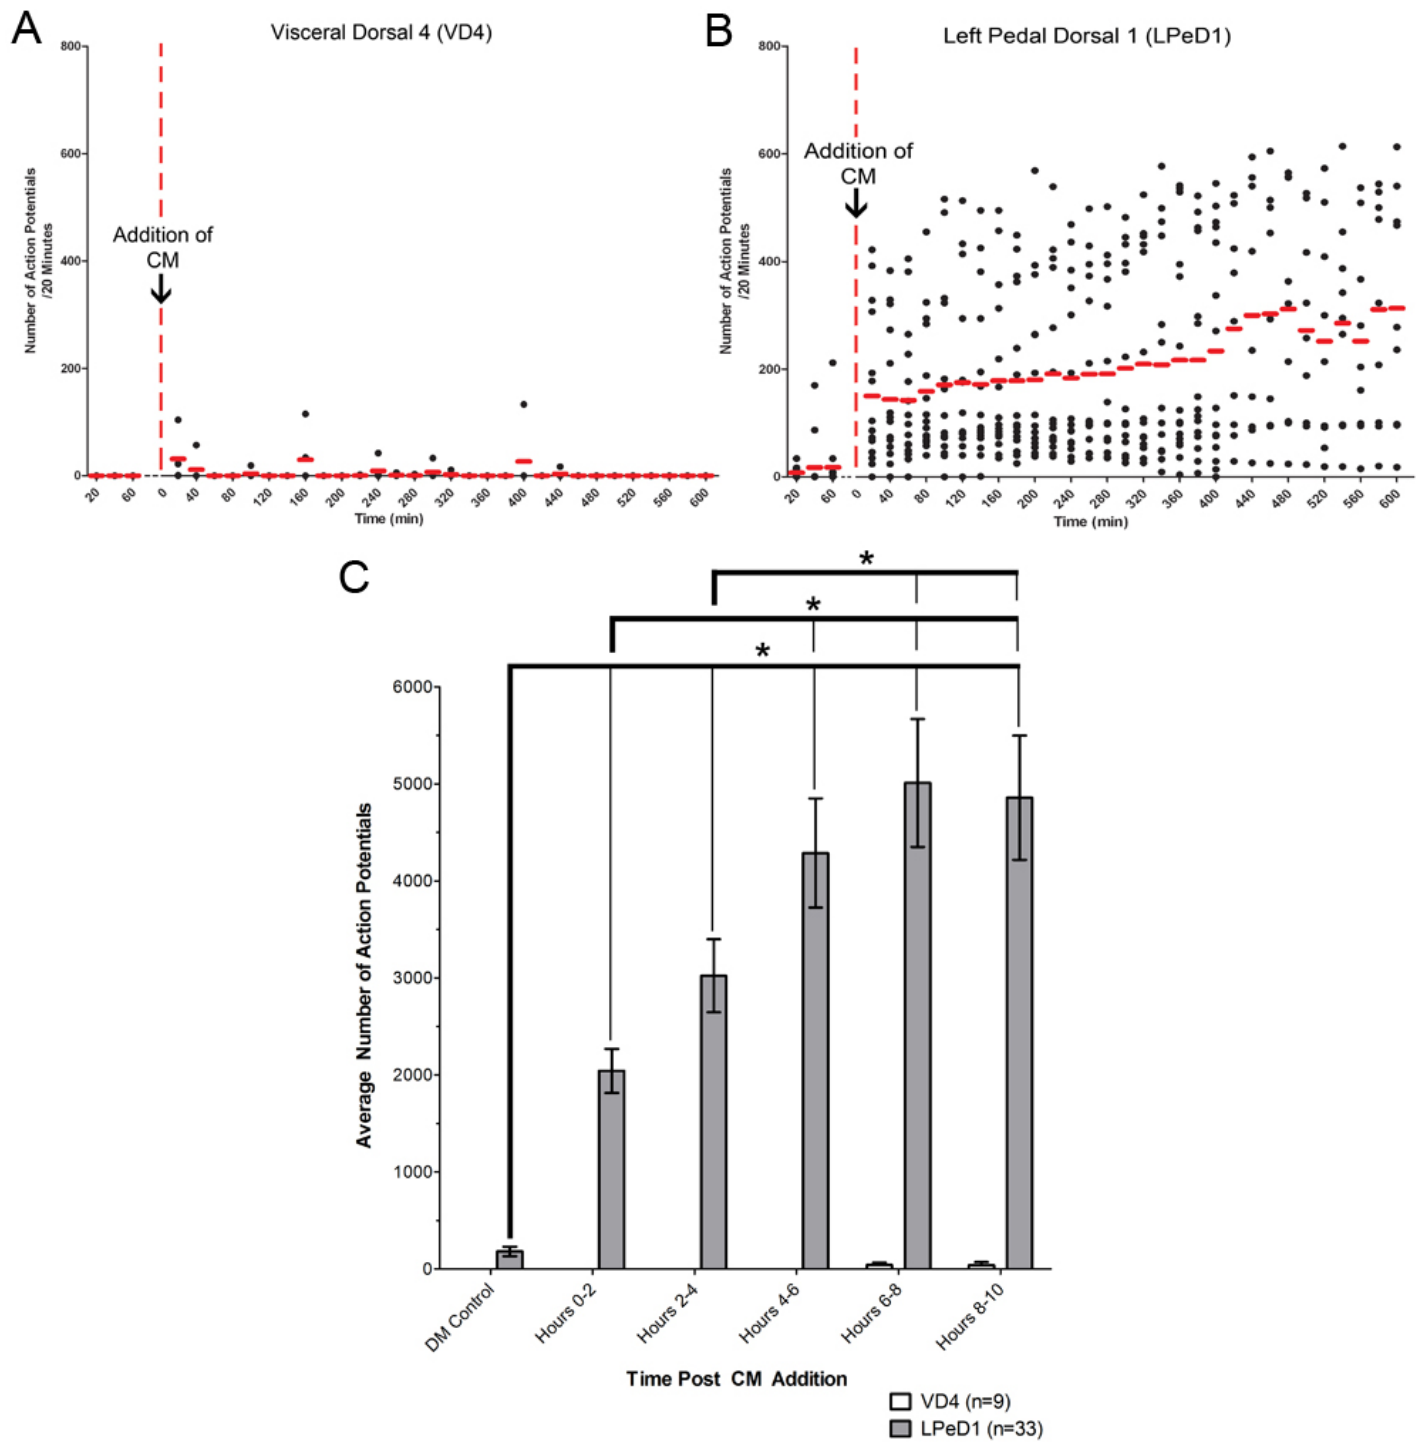 A
Visceral Dorsal 4 (VD4)
800
600
400
200
0
Number of Action Potentials
/20 Minutes
Addition of
CM
20 60 0 40 80 120 160 200 240 280 320 360 400 440 480 520 560 600
Time (min)
B
Left Pedal Dorsal 1 (LPeD1)
800
600
400
200
0
Number of Action Potentials
/20 Minutes
Addition of
CM
20 60 0 40 80 120 160 200 240 280 320 360 400 440 480 520 560 600
Time (min)
C
*
*
*
6000
5000
4000
3000
2000
1000
0
Average Number of Action Potentials
DM Control Hours 0-2 Hours 2-4 Hours 4-6 Hours 6-8 Hours 8-10
Time Post CM Addition
VD4 (n=9)
LPeD1 (n=33)